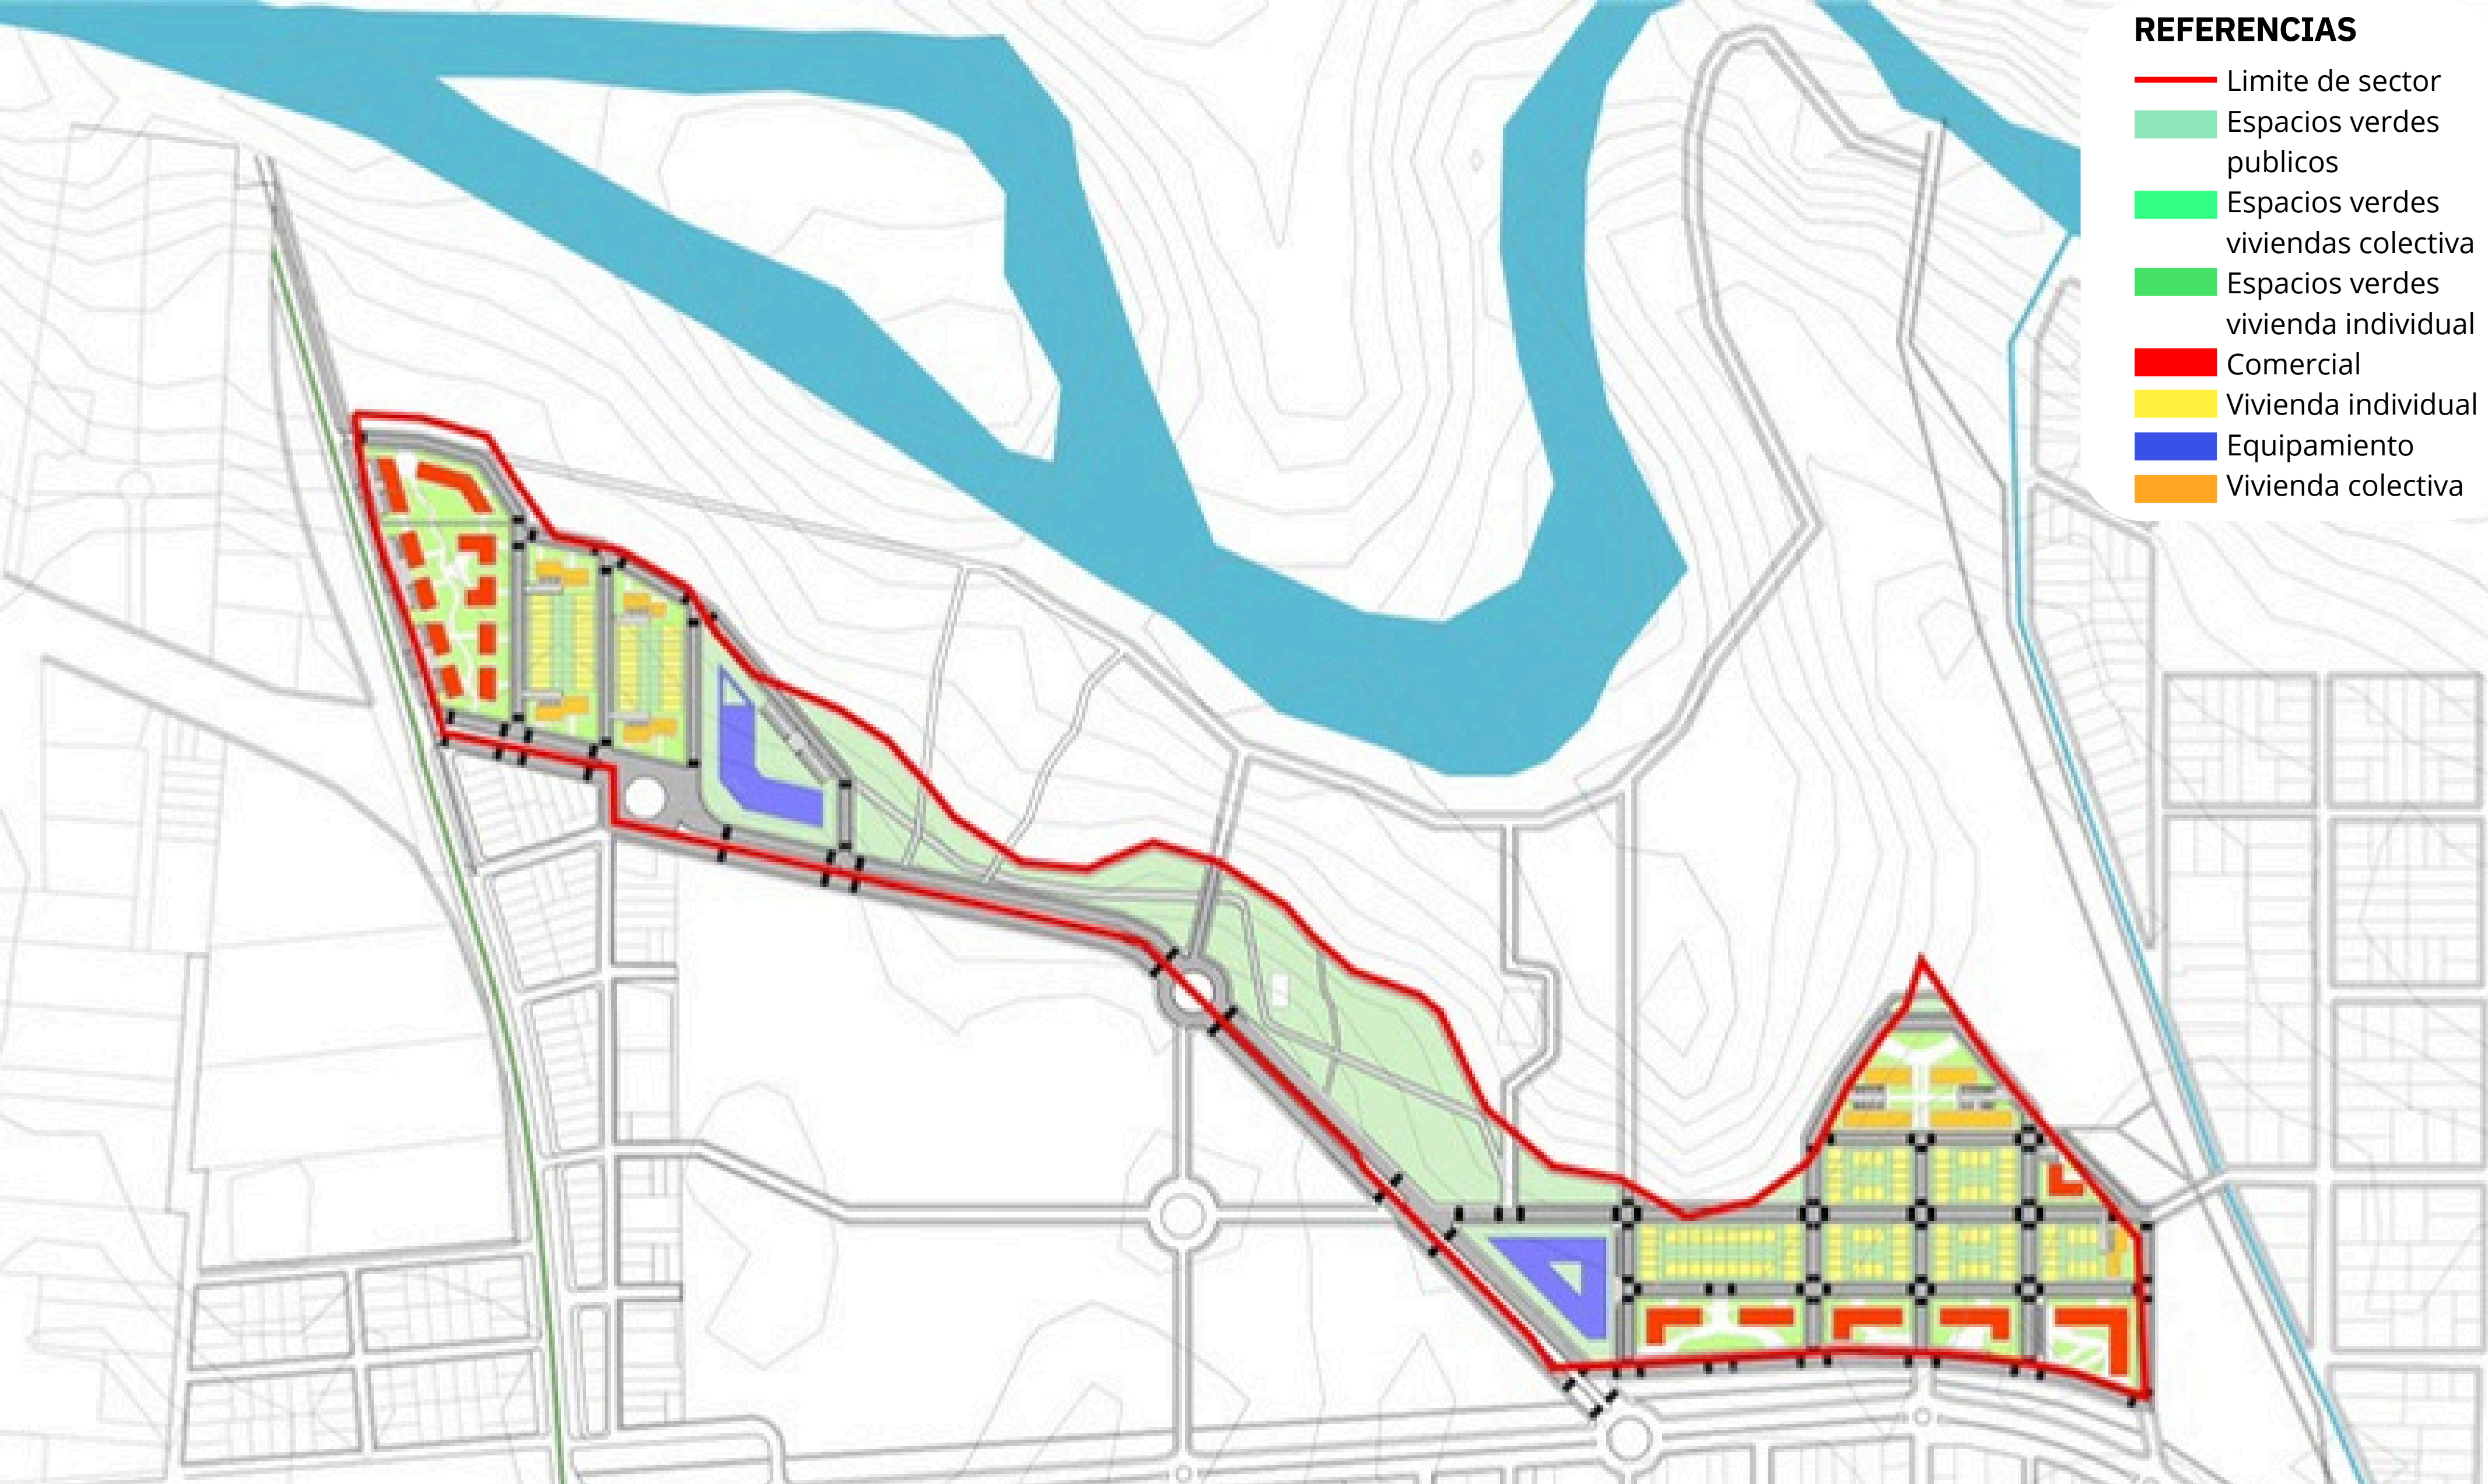 REFERENCIAS
Limite de sector
Espacios verdes
publicos
Espacios verdes
viviendas colectiva
Espacios verdes
vivienda individual
Comercial
Vivienda individual
Equipamiento
Vivienda colectiva